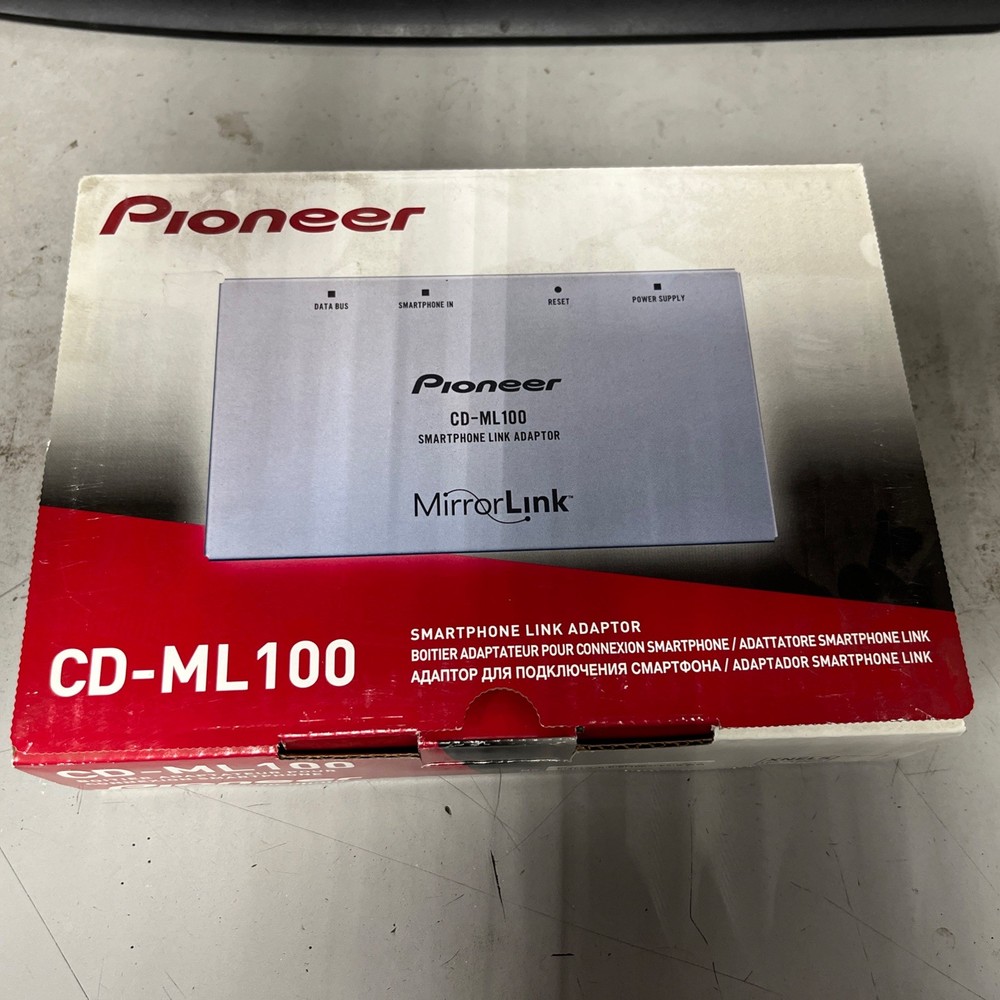 Pioneer
DATA BUS SMARTPHONE IN RESET POWER SUPPLY
Pioneer
CD-ML100
SMARTPHONE LINK ADAPTOR
MirrorLink™
CD-ML100
SMARTPHONE LINK ADAPTOR
BOITIER ADAPTATEUR POUR CONNEXION SMARTPHONE / ADATTATORE SMARTPHONE LINK
АДАПТОР ДЛЯ ПОДКЛЮЧЕНИЯ СМАРТФОНА / ADAPTADOR SMARTPHONE LINK
CD-ML100